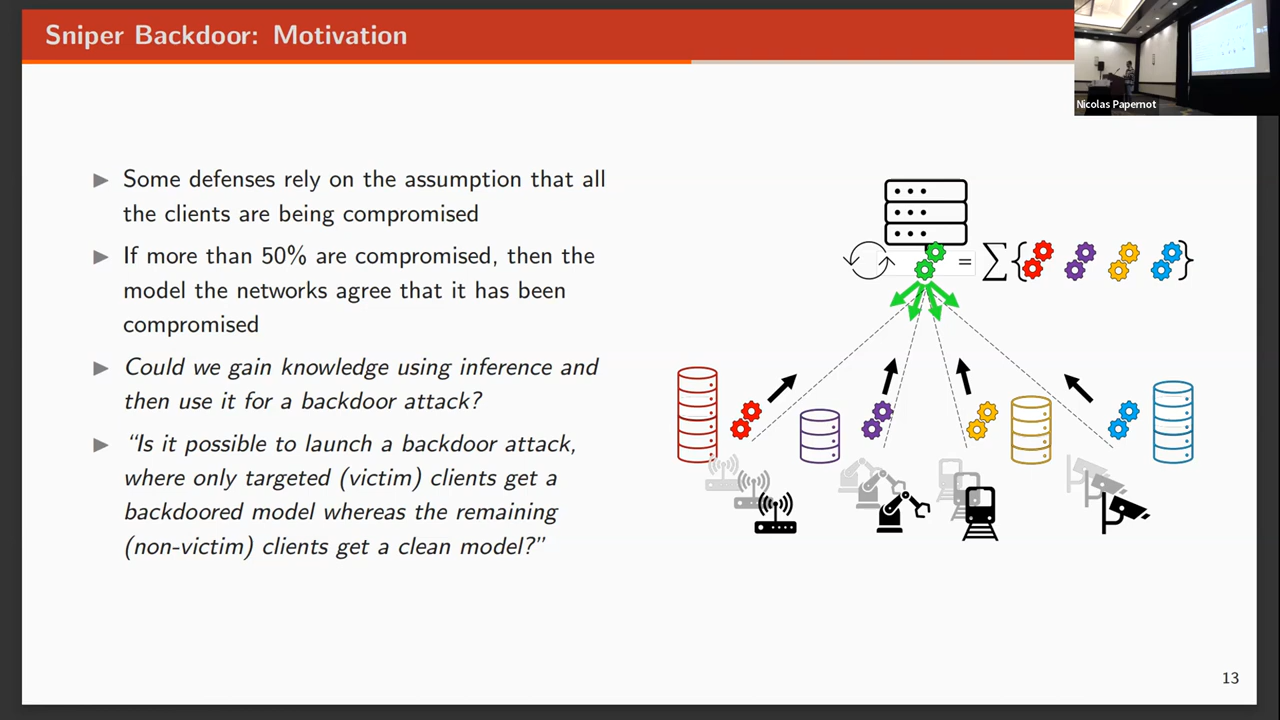 Sniper Backdoor: Motivation
Nicolas Papernot
Some defenses rely on the assumption that all
the clients are being compromised
If more than 50% are compromised, then the
model the networks agree that it has been
compromised
Could we gain knowledge using inference and
then use it for a backdoor attack?
“Is it possible to launch a backdoor attack,
where only targeted (victim) clients get a
backdoored model whereas the remaining
(non-victim) clients get a clean model?”
= ∑{ }
13